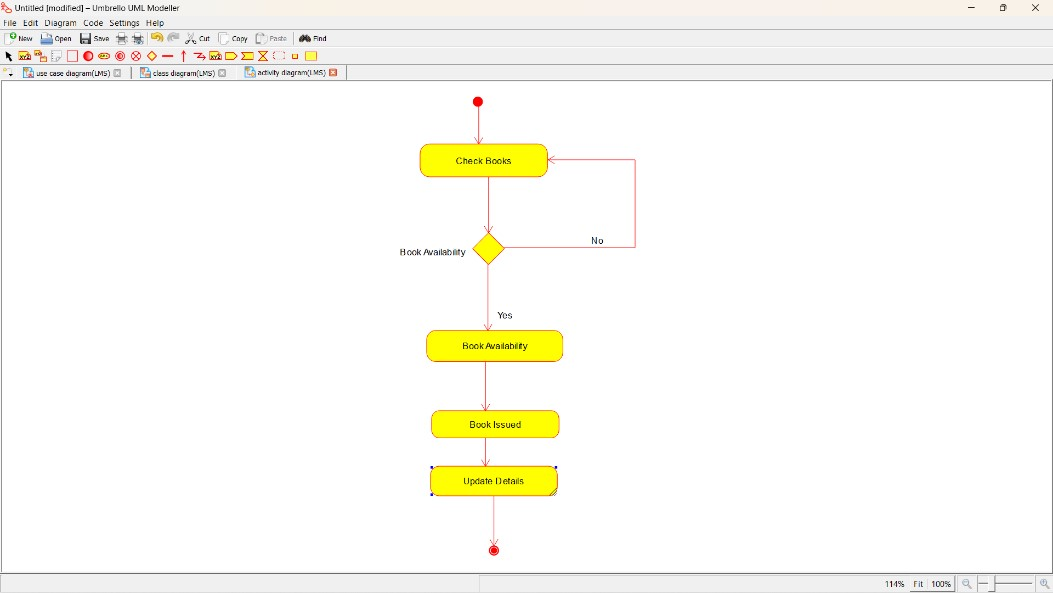 Untitled [modified] – Umbrello UML Modeller
File Edit Diagram Code Settings Help
New Open Save Cut Copy Paste Find
use case diagram(LMS) class diagram(LMS) activity diagram(LMS)
Check Books
No
Book Availability
Yes
Book Availability
Book Issued
Update Details
114% Fit 100%